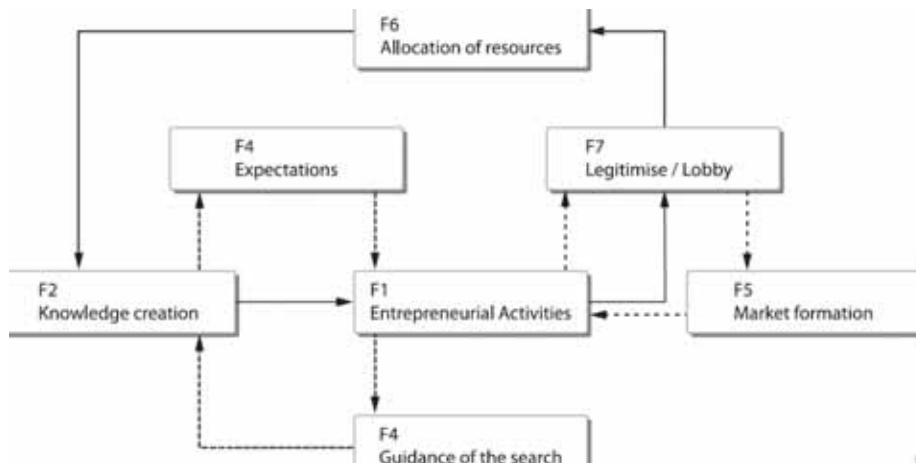 F6
Allocation of resources
F4
Expectations
F7
Legitimise / Lobby
F2
Knowledge creation
F1
Entrepreneurial Activities
F5
Market formation
F4
Guidance of the search